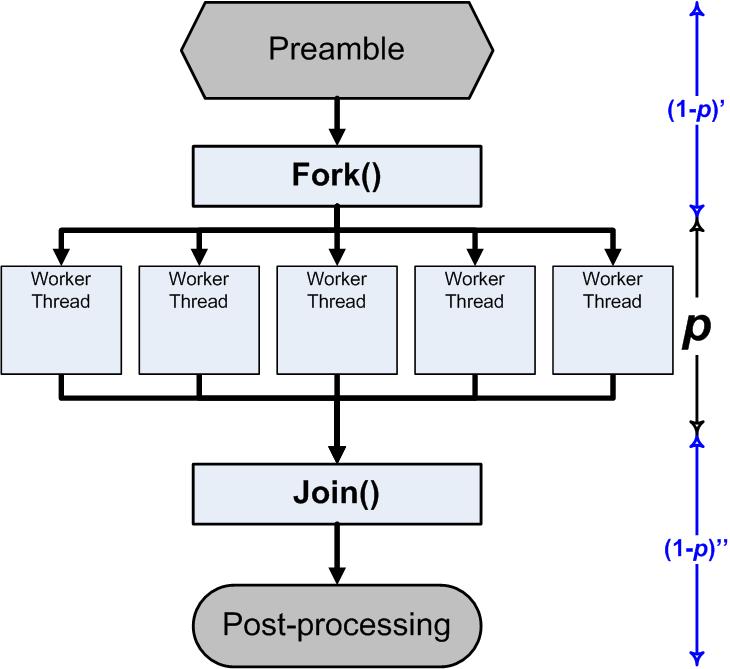 Preamble
(1-p)’
Fork()
Worker
Thread
Worker
Thread
Worker
Thread
Worker
Thread
Worker
Thread
p
Join()
(1-p)’’
Post-processing